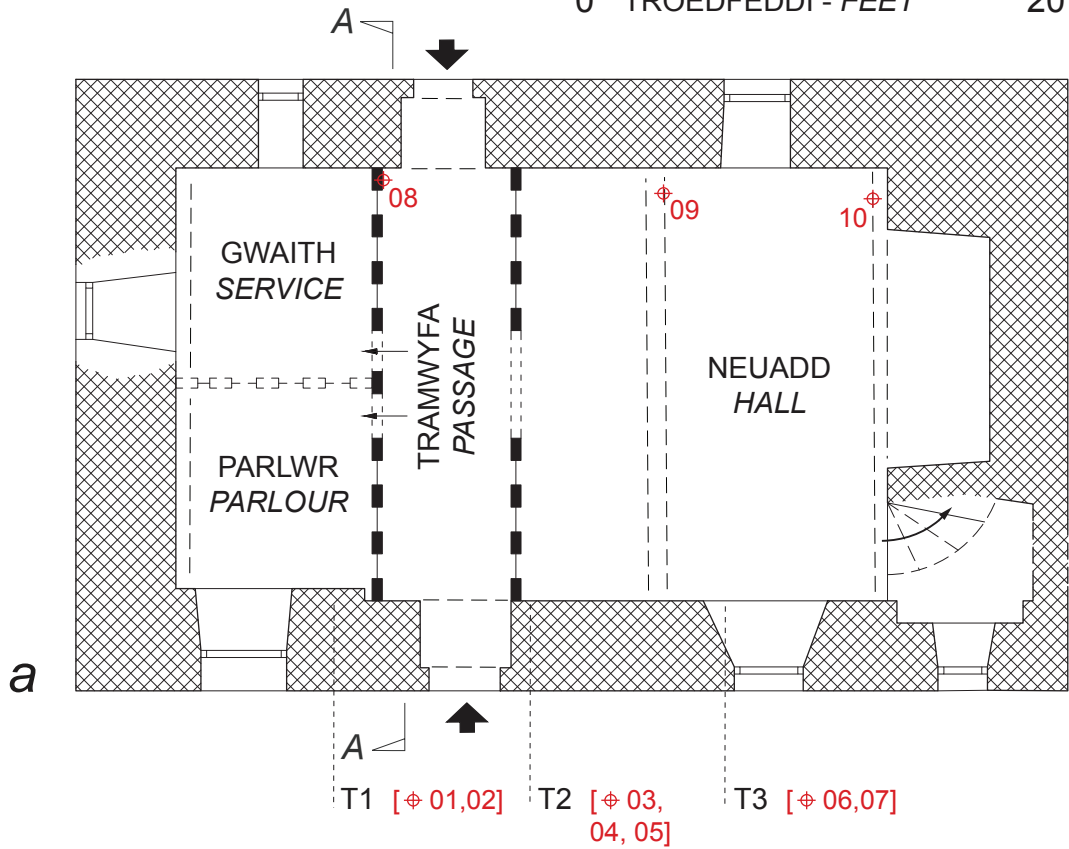 0 TROEDFEDDI - FEET 20
A
08
09
10
GWAITH
SERVICE
TRAMWYFA
PASSAGE
NEUADD
HALL
PARLWR
PARLOUR
a
A
T1 [⌖ 01,02] T2 [⌖ 03, 04, 05] T3 [⌖ 06,07]